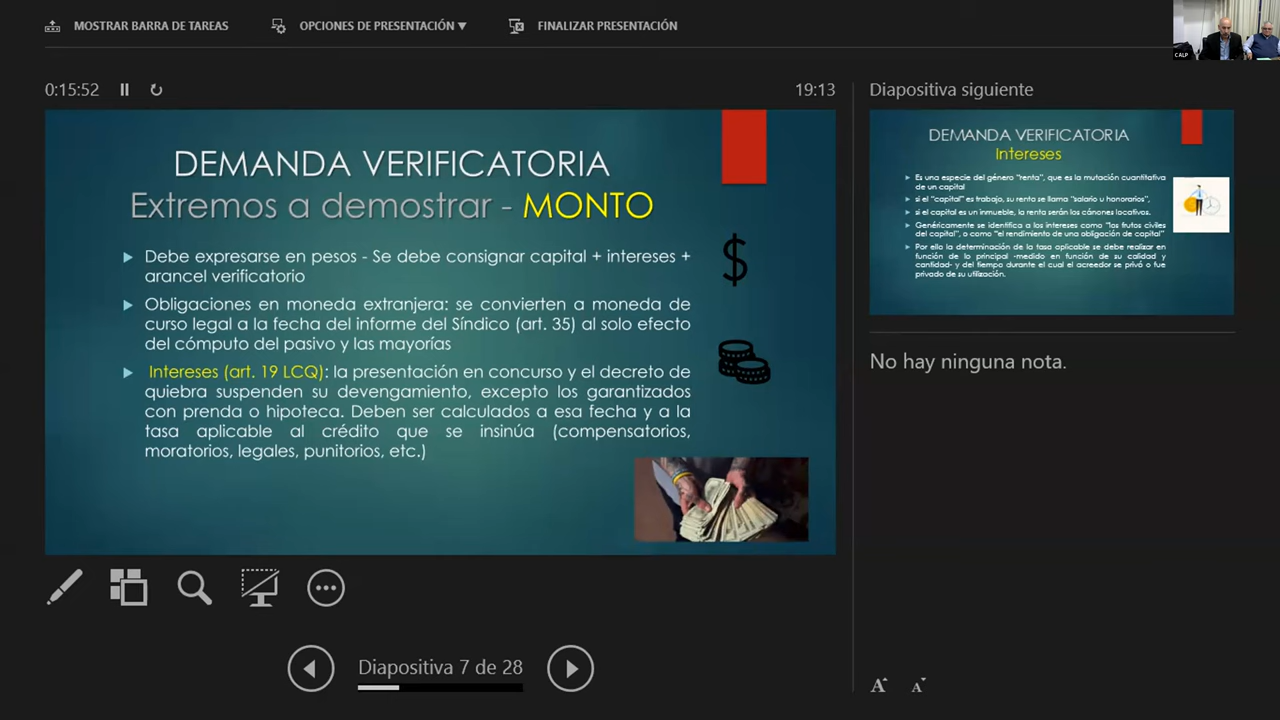 MOSTRAR BARRA DE TAREAS
OPCIONES DE PRESENTACIÓN ▼
FINALIZAR PRESENTACIÓN
CALP
0:15:52
19:13
DEMANDA VERIFICATORIA
Extremos a demostrar - MONTO
Debe expresarse en pesos - Se debe consignar capital + intereses +
arancel verificatorio
Obligaciones en moneda extranjera: se convierten a moneda de
curso legal a la fecha del informe del Síndico (art. 35) al solo efecto
del cómputo del pasivo y las mayorías
Intereses (art. 19 LCQ): la presentación en concurso y el decreto de
quiebra suspenden su devengamiento, excepto los garantizados
con prenda o hipoteca. Deben ser calculados a esa fecha y a la
tasa aplicable al crédito que se insinúa (compensatorios,
moratorios, legales, punitorios, etc.)
$
Diapositiva 7 de 28
Diapositiva siguiente
DEMANDA VERIFICATORIA
Intereses
Es una especie del género "renta", que es la mutación cuantitativa
de un capital
si el "capital" es trabajo, su renta se llama "salario u honorarios",
si el capital es un inmueble, la renta serán los cánones locativos.
Genéricamente se identifica a los intereses como "los frutos civiles
del capital", o como "el rendimiento de una obligación de capital"
Por ello la determinación de la tasa aplicable se debe realizar en
función de lo principal -medido en función de su calidad y
cantidad- y del tiempo durante el cual el acreedor se privó o fue
privado de su utilización.
No hay ninguna nota.
A A